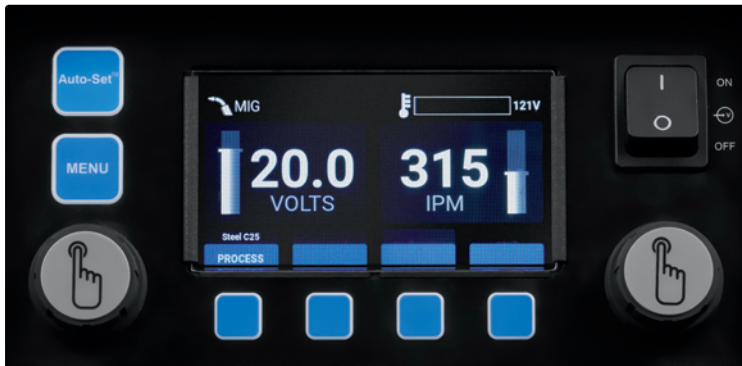 Auto-Set™
MENU
MIG
121V
20.0
VOLTS
315
IPM
Steel C25
PROCESS
I
O
ON
V
OFF